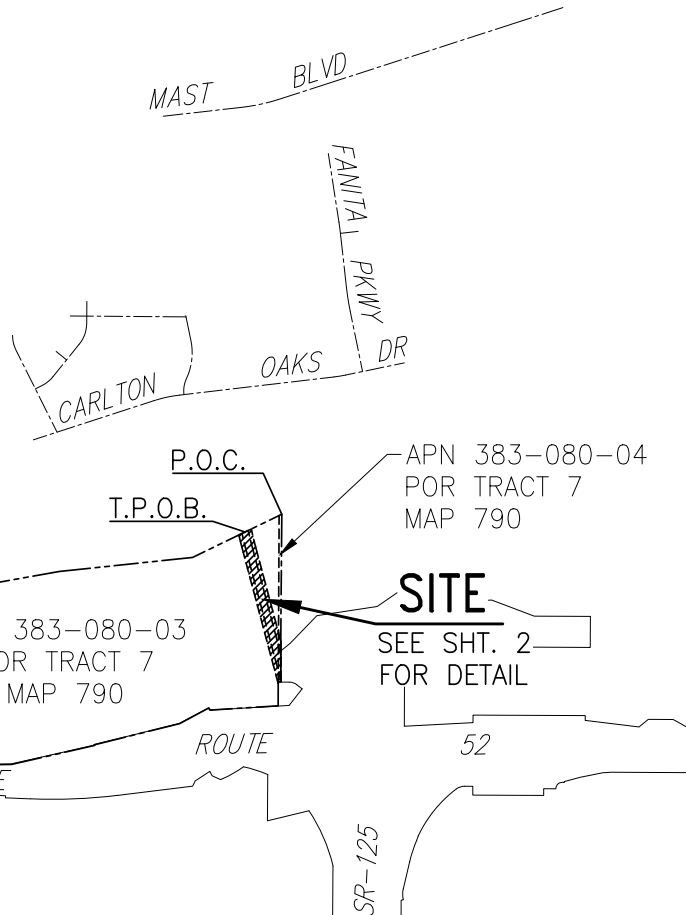 MAST BLVD
FANITA PKWY
CARLTON OAKS DR
P.O.C.
T.P.O.B.
APN 383-080-04
POR TRACT 7
MAP 790
SITE
SEE SHT. 2
FOR DETAIL
383-080-03
OR TRACT 7
MAP 790
ROUTE 52
E
SR-125